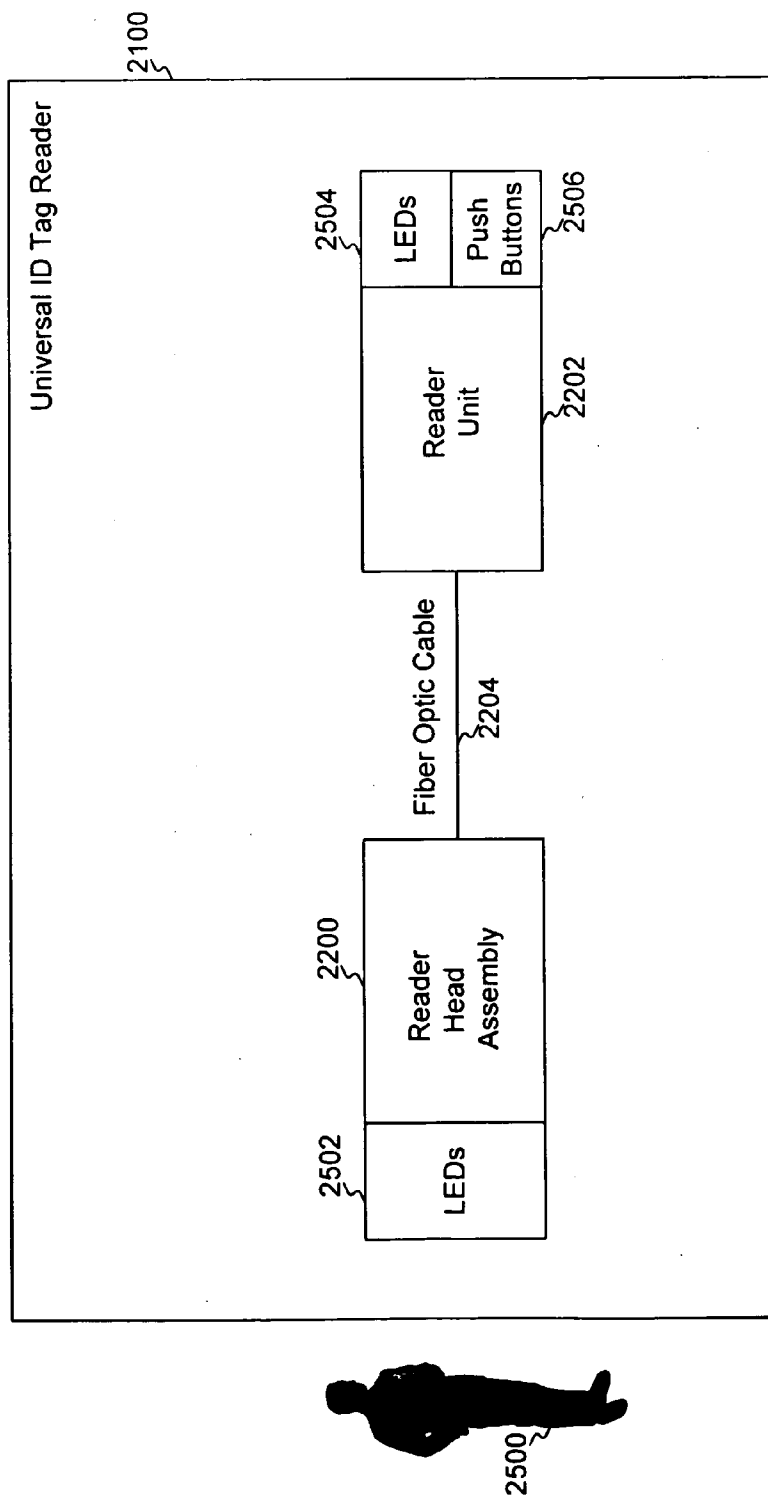 Universal ID Tag Reader
2100
2502
LEDs
2200
Reader
Head
Assembly
Fiber Optic Cable
2204
Reader
Unit
2202
2504
LEDs
Push
Buttons
2506
2500